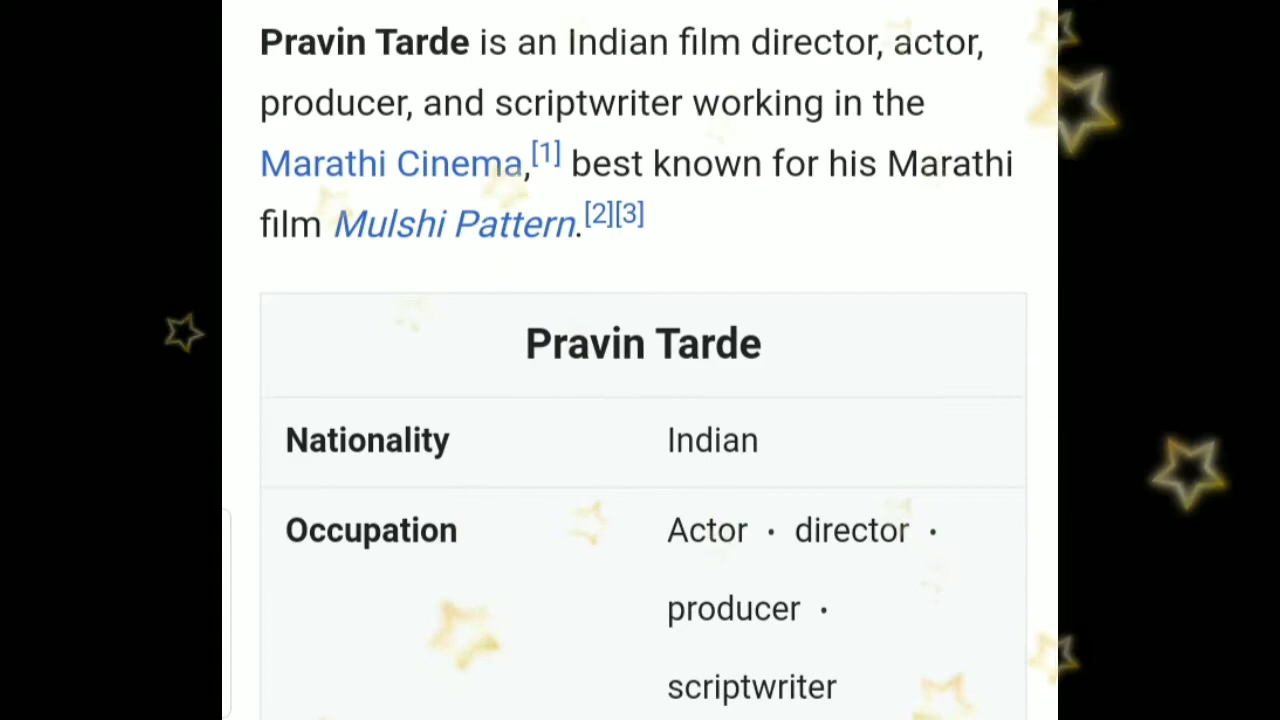 Pravin Tarde is an Indian film director, actor,
producer, and scriptwriter working in the
Marathi Cinema,[1] best known for his Marathi
film Mulshi Pattern.[2][3]
Pravin Tarde
Nationality Indian
Occupation Actor · director ·
producer ·
scriptwriter